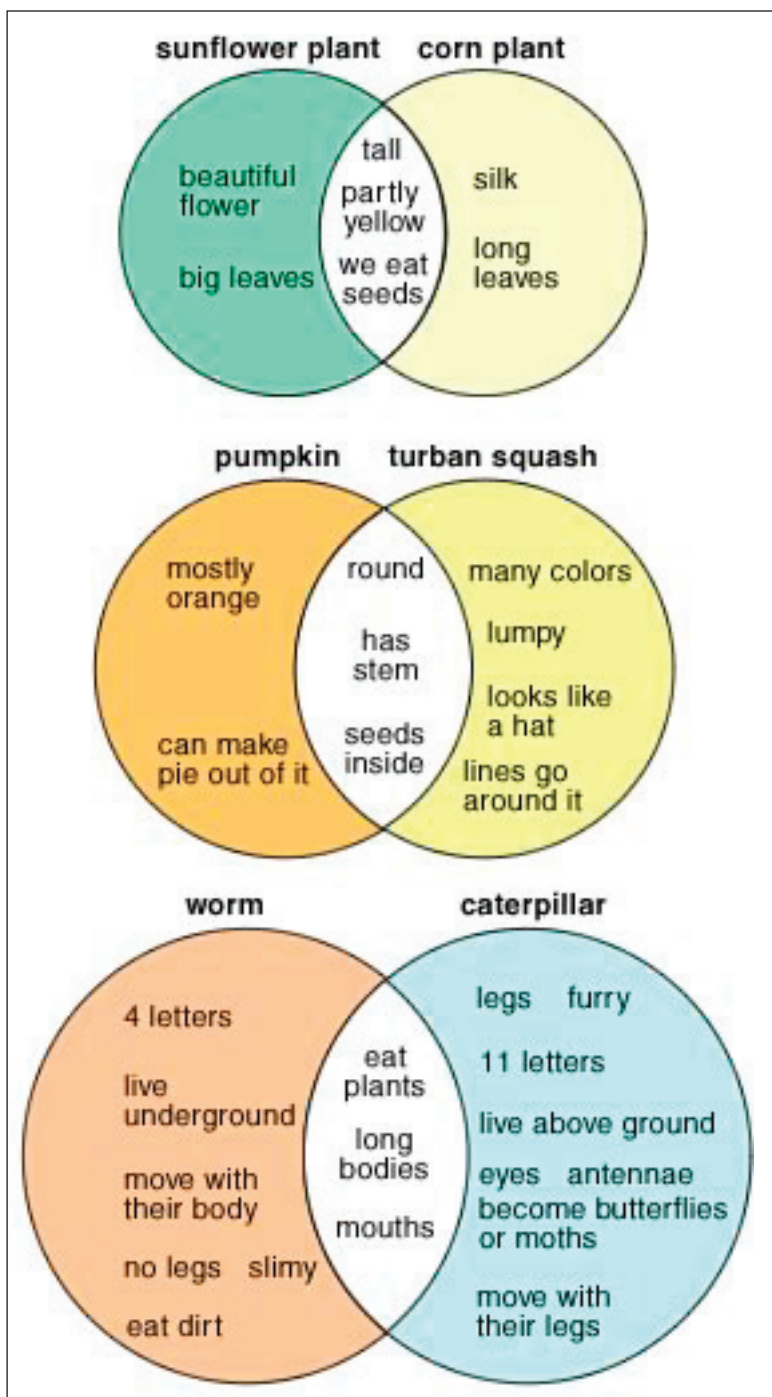 sunflower plant
corn plant
beautiful
flower
big leaves
tall
partly
yellow
we eat
seeds
silk
long
leaves
pumpkin
turban squash
mostly
orange
can make
pie out of it
round
has
stem
seeds
inside
many colors
lumpy
looks like
a hat
lines go
around it
worm
caterpillar
4 letters
live
underground
move with
their body
no legs slimy
eat dirt
eat
plants
long
bodies
mouths
legs furry
11 letters
live above ground
eyes antennae
become butterflies
or moths
move with
their legs